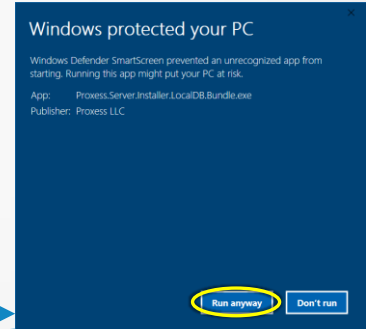 Windows protected your PC
Windows Defender SmartScreen prevented an unrecognized app from
starting. Running this app might put your PC at risk.
App: Proxess.Server.Installer.LocalDB.Bundle.exe
Publisher: Proxess LLC
Run anyway Don't run